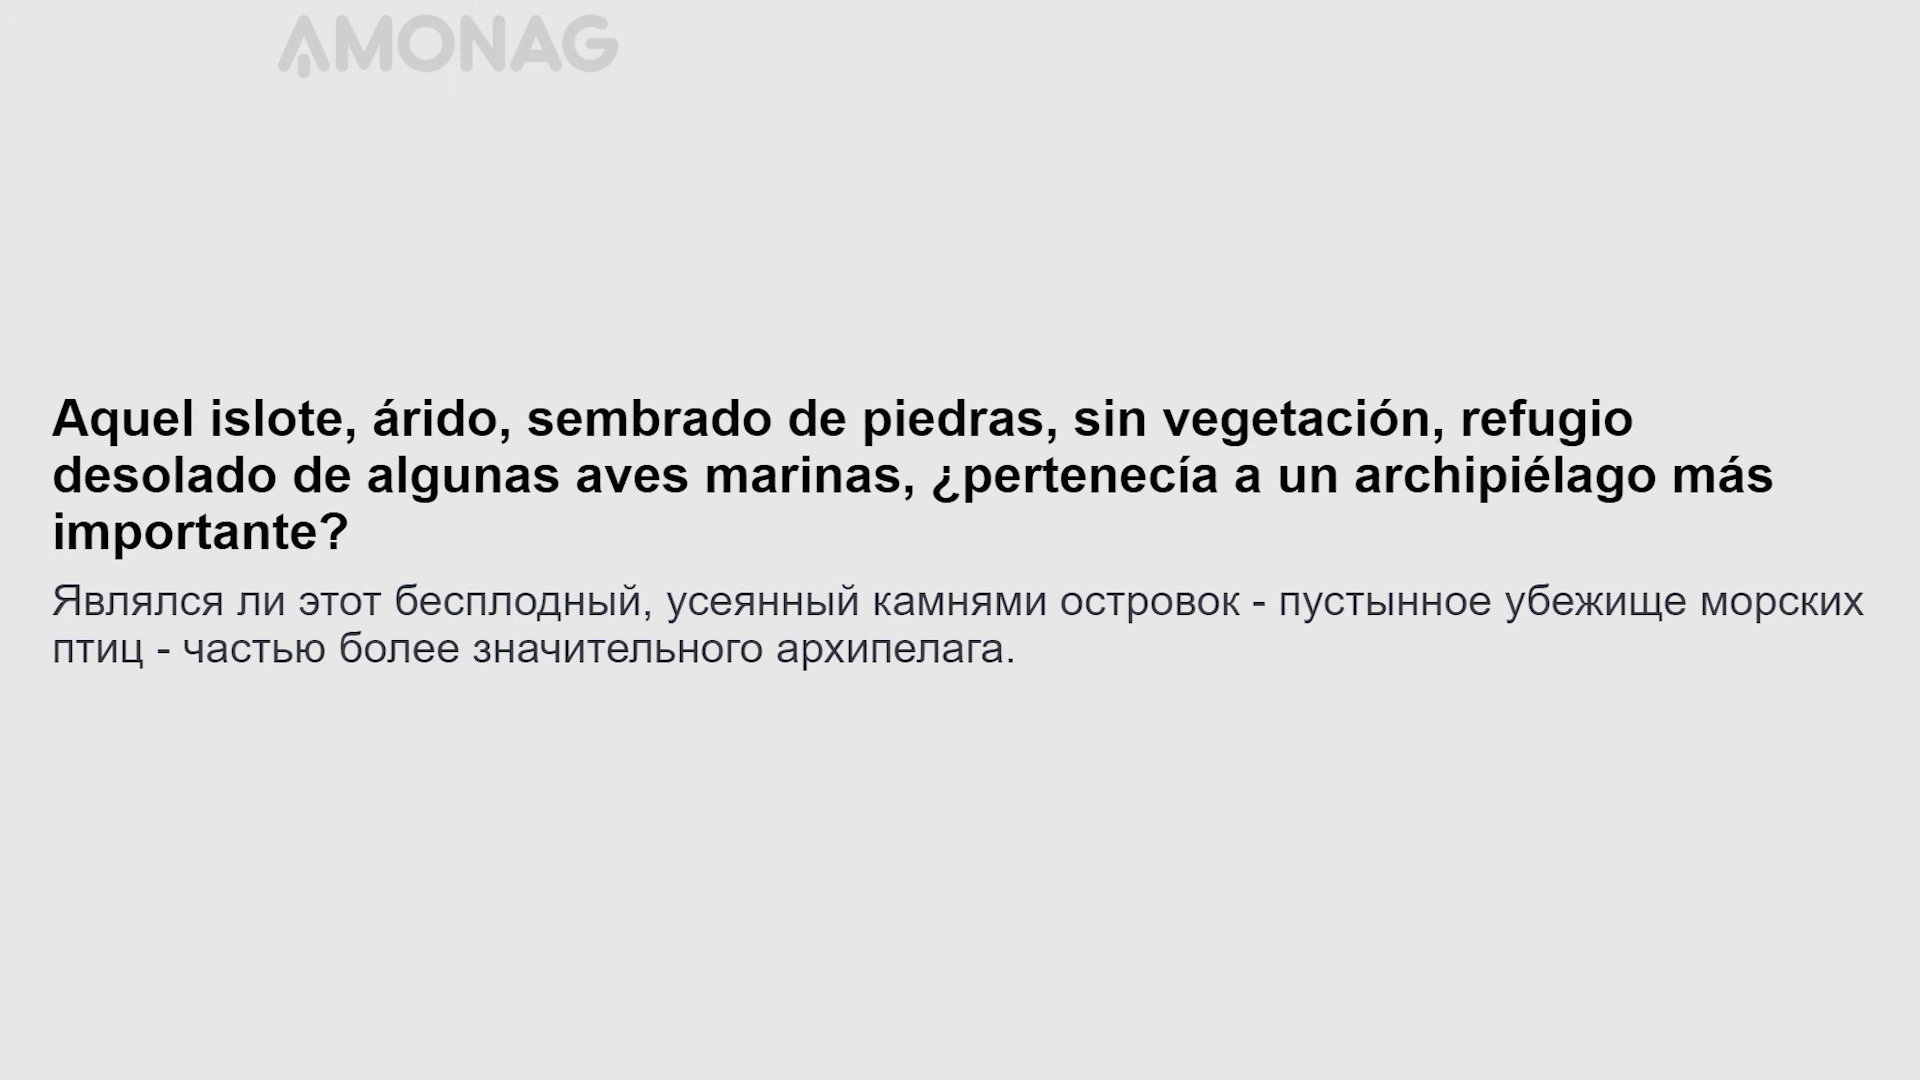 AMONAG
Aquel islote, árido, sembrado de piedras, sin vegetación, refugio
desolado de algunas aves marinas, ¿pertenecía a un archipiélago más
importante?
Являлся ли этот бесплодный, усеянный камнями островок - пустынное убежище морских
птиц - частью более значительного архипелага.